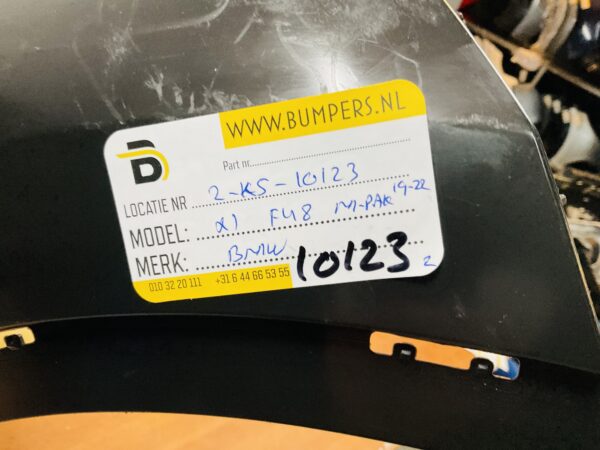 WWW.BUMPERS.NL
B
Part nr.
LOCATIE NR 2-KS-10123
MODEL: X1 F48 M-PAK 19-22
MERK: BMW 10123 2
010 32 20 111 +31 6 44 66 53 55